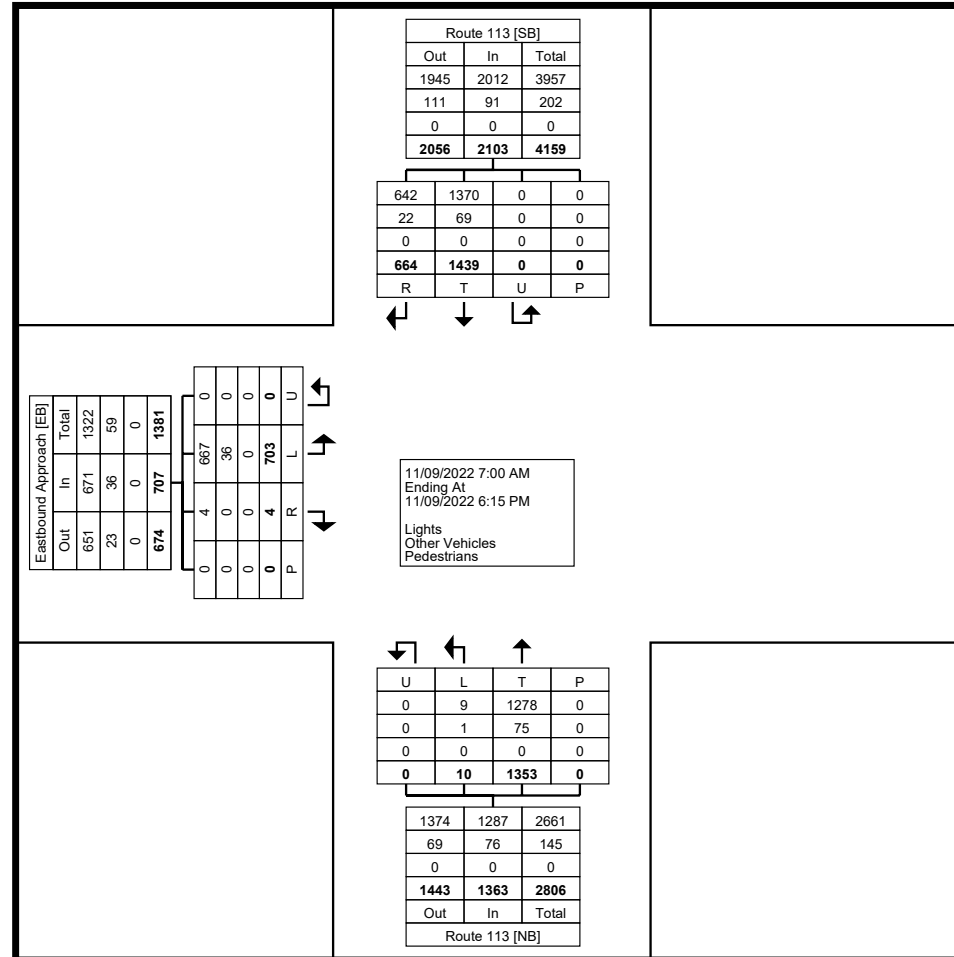 Route 113 [SB]
Out In Total
1945 2012 3957
111 91 202
0 0 0
2056 2103 4159
642 1370 0 0
22 69 0 0
0 0 0 0
664 1439 0 0
R T U P
Eastbound Approach [EB]
Out In Total
651 671 1322
23 36 59
0 0 0
674 707 1381
0 4 667 0
0 0 36 0
0 0 0 0
0 4 703 0
P R L U
11/09/2022 7:00 AM
Ending At
11/09/2022 6:15 PM
Lights
Other Vehicles
Pedestrians
U L T P
0 9 1278 0
0 1 75 0
0 0 0 0
0 10 1353 0
1374 1287 2661
69 76 145
0 0 0
1443 1363 2806
Out In Total
Route 113 [NB]